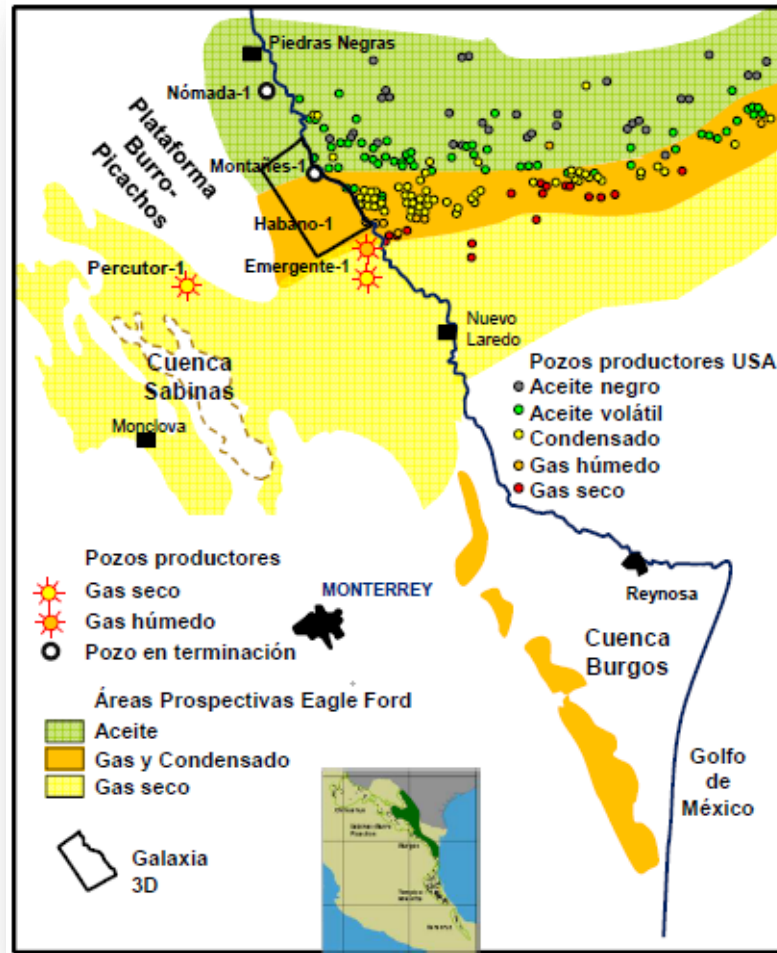 Piedras Negras
Nómada-1
Plataforma
Burro-
Picachos
Montañes-1
Habano-1
Emergente-1
Percutor-1
Nuevo
Laredo
Cuenca
Sabinas
Monclova
Pozos productores USA
Aceite negro
Aceite volátil
Condensado
Gas húmedo
Gas seco
Pozos productores
Gas seco
Gas húmedo
Pozo en terminación
MONTERREY
Reynosa
Cuenca
Burgos
Áreas Prospectivas Eagle Ford
Aceite
Gas y Condensado
Gas seco
Golfo
de
México
Galaxia
3D
Burgos